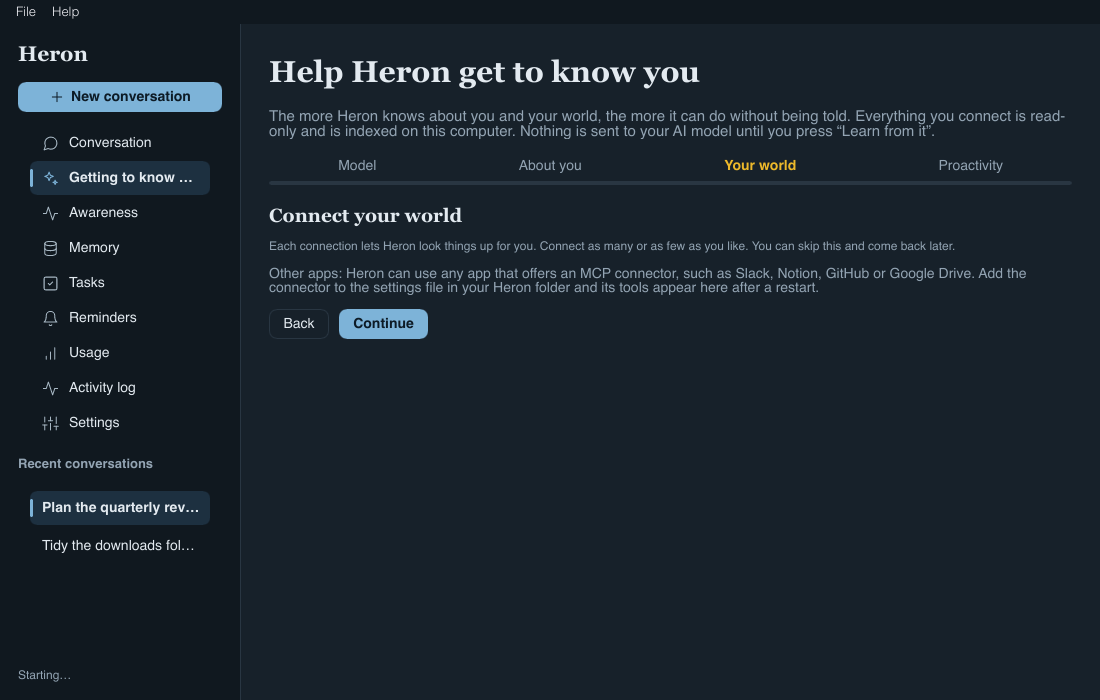 File Help
Heron
New conversation
Conversation
Getting to know …
Awareness
Memory
Tasks
Reminders
Usage
Activity log
Settings
Recent conversations
Plan the quarterly rev…
Tidy the downloads fol…
Starting…
Help Heron get to know you
The more Heron knows about you and your world, the more it can do without being told. Everything you connect is read-
only and is indexed on this computer. Nothing is sent to your AI model until you press “Learn from it”.
Model About you Your world Proactivity
Connect your world
Each connection lets Heron look things up for you. Connect as many or as few as you like. You can skip this and come back later.
Other apps: Heron can use any app that offers an MCP connector, such as Slack, Notion, GitHub or Google Drive. Add the
connector to the settings file in your Heron folder and its tools appear here after a restart.
Back Continue